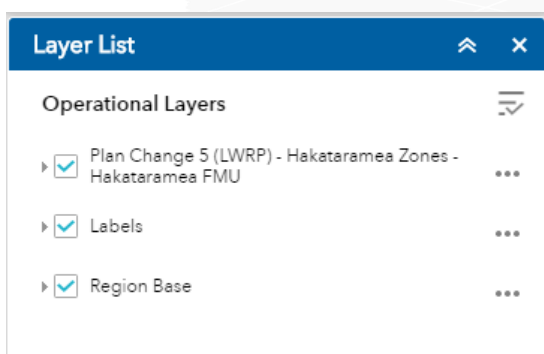 Layer List
Operational Layers
Plan Change 5 (LWRP) - Hakataramea Zones -
Hakataramea FMU
Labels
Region Base